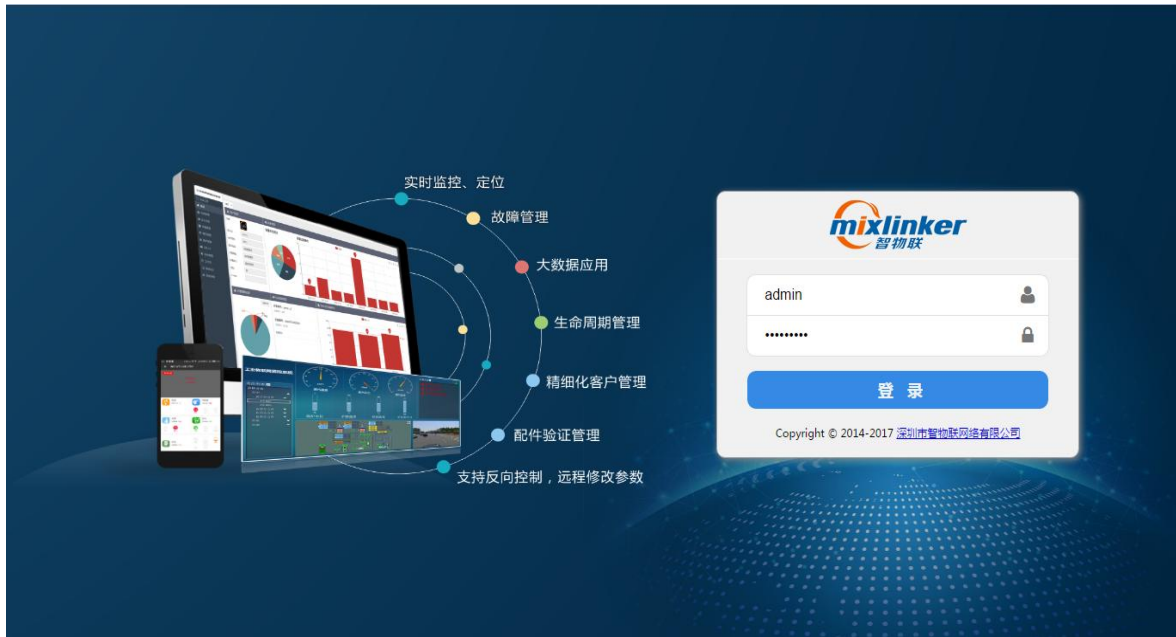 实时监控、定位
故障管理
大数据应用
生命周期管理
精细化客户管理
配件验证管理
支持反向控制，远程修改参数
mixlinker
智物联
admin
•••••••••
登 录
Copyright © 2014-2017 深圳市智物联网络有限公司